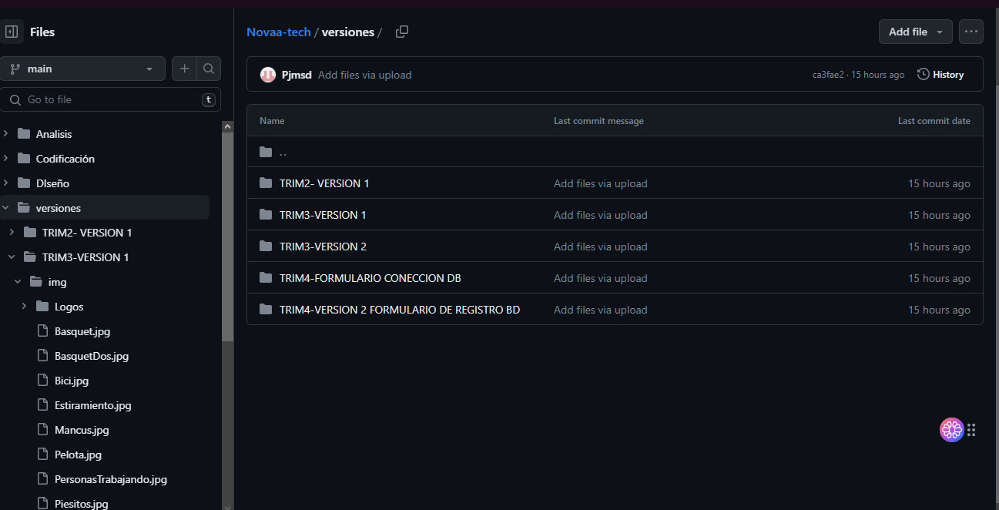 Files
main
Go to file
t
Analisis
Codificación
DIseño
versiones
TRIM2- VERSION 1
TRIM3-VERSION 1
img
Logos
Basquet.jpg
BasquetDos.jpg
Bici.jpg
Estiramiento.jpg
Mancus.jpg
Pelota.jpg
PersonasTrabajando.jpg
Piesitos.jpg
Novaa-tech / versiones /
Add file
Pjmsd Add files via upload
ca3fae2 · 15 hours ago History
Name Last commit message Last commit date
..
TRIM2- VERSION 1 Add files via upload 15 hours ago
TRIM3-VERSION 1 Add files via upload 15 hours ago
TRIM3-VERSION 2 Add files via upload 15 hours ago
TRIM4-FORMULARIO CONECCION DB Add files via upload 15 hours ago
TRIM4-VERSION 2 FORMULARIO DE REGISTRO BD Add files via upload 15 hours ago